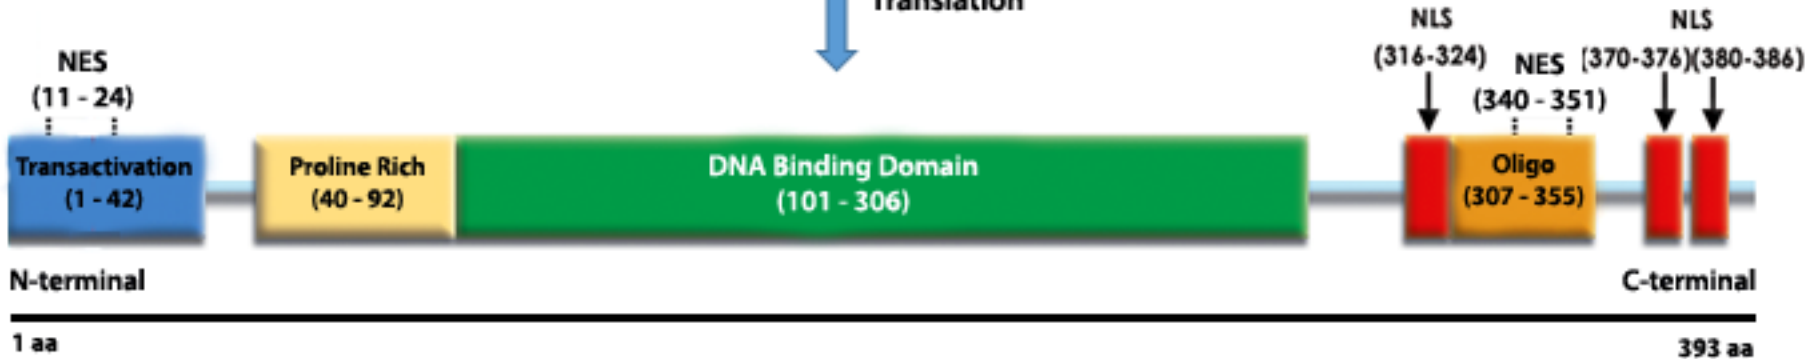 Translation
NES
(11 - 24)
NLS
(316-324)
NES
(340 - 351)
NLS
(370-376)(380-386)
Transactivation
(1 - 42)
Proline Rich
(40 - 92)
DNA Binding Domain
(101 - 306)
Oligo
(307 - 355)
N-terminal
C-terminal
1 aa
393 aa